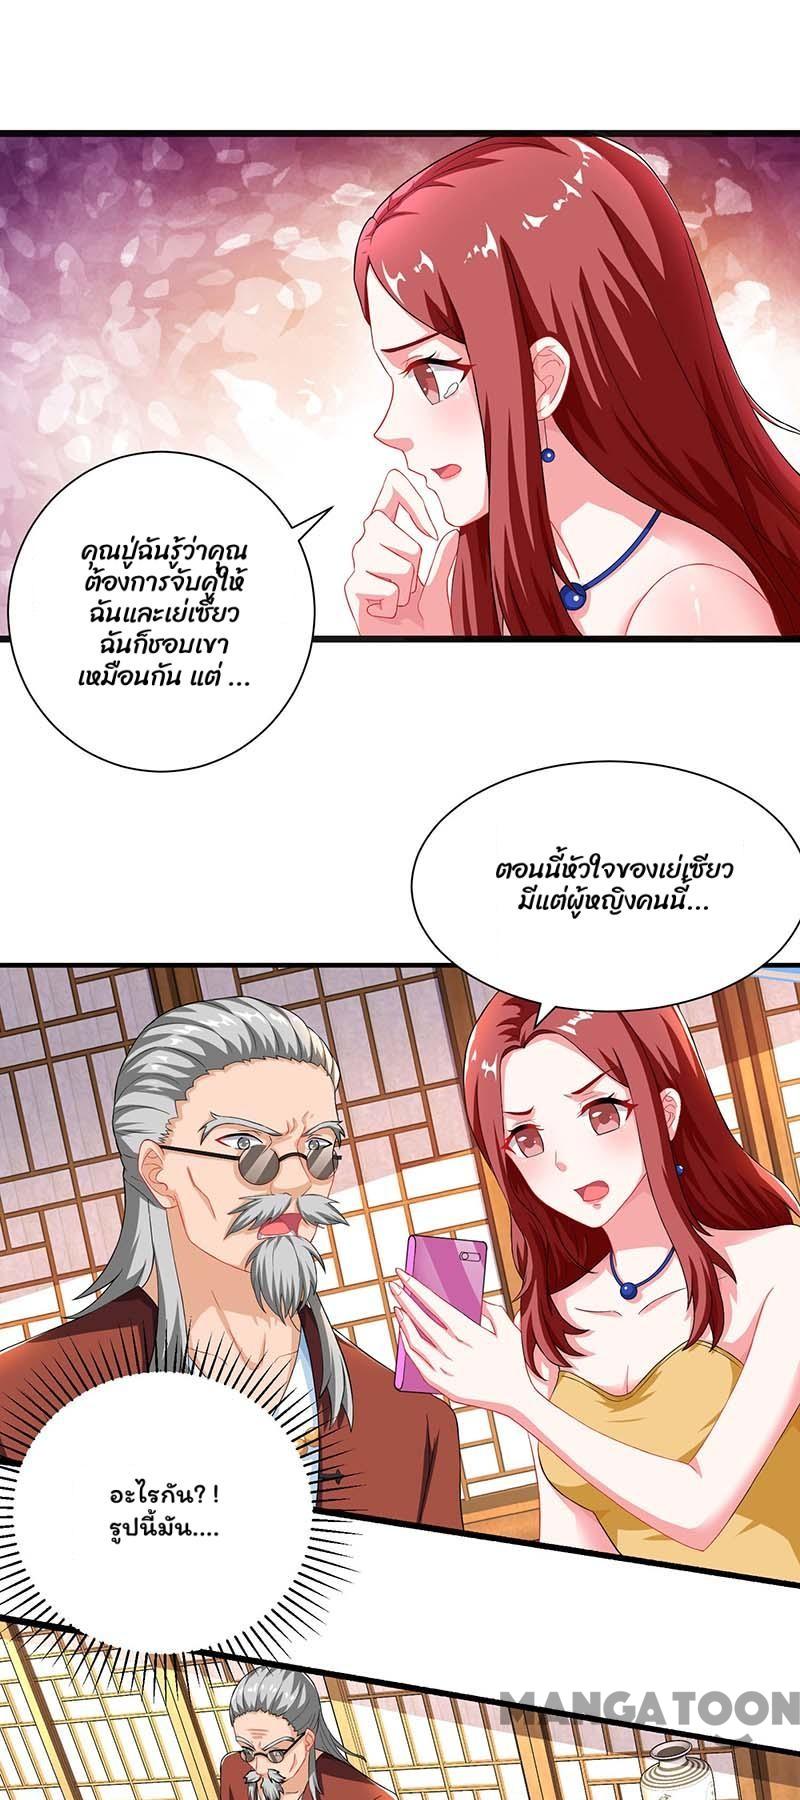 คุณปู่ฉันรู้ว่าคุณ
ต้องการจับคู่ให้
ฉันและเย่เซียว
ฉันก็ชอบเขา
เหมือนกัน แต่ ...
ตอนนี้หัวใจของเย่เซียว
มีแต่ผู้หญิงคนนี้...
อะไรกัน?!
รูปนี้มัน....
MANGATOON